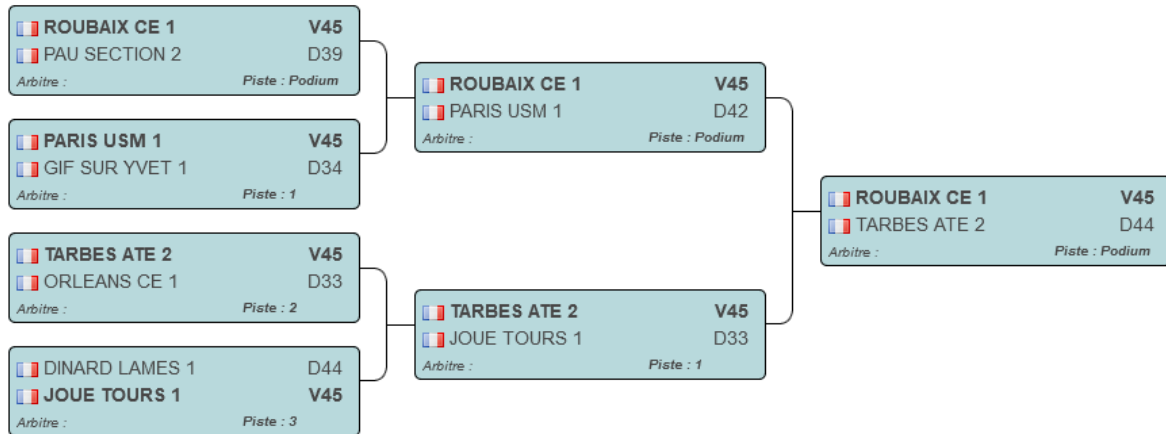 ROUBAIX CE 1 V45
PAU SECTION 2 D39
Arbitre : Piste : Podium
PARIS USM 1 V45
GIF SUR YVET 1 D34
Arbitre : Piste : 1
TARBES ATE 2 V45
ORLEANS CE 1 D33
Arbitre : Piste : 2
DINARD LAMES 1 D44
JOUE TOURS 1 V45
Arbitre : Piste : 3
ROUBAIX CE 1 V45
PARIS USM 1 D42
Arbitre : Piste : Podium
TARBES ATE 2 V45
JOUE TOURS 1 D33
Arbitre : Piste : 1
ROUBAIX CE 1 V45
TARBES ATE 2 D44
Arbitre : Piste : Podium